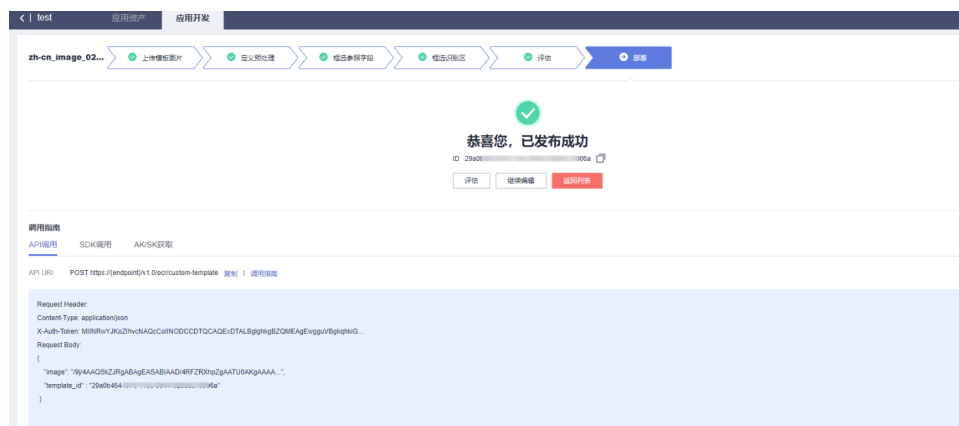 < | test 应用资产 应用开发
zh-cn_image_02... 上传模板图片 定义预处理 框选参照字段 框选识别区 评估 部署
恭喜您，已发布成功
ID 29a0 006a
评估 继续编辑 返回列表
调用指南
API调用 SDK调用 AK/SK获取
API URI POST https://{endpoint}/v1.0/ocr/custom-template 复制 | 调用指南
Request Header:
Content-Type: application/json
X-Auth-Token:
Request Body:
{
"image": "/9j/4AAQSkZJRgABAgEASABIAAD/4RFZRXhpZgAATU0AKgAAAA...",
"template_id" : "29a0b464 06a"
}